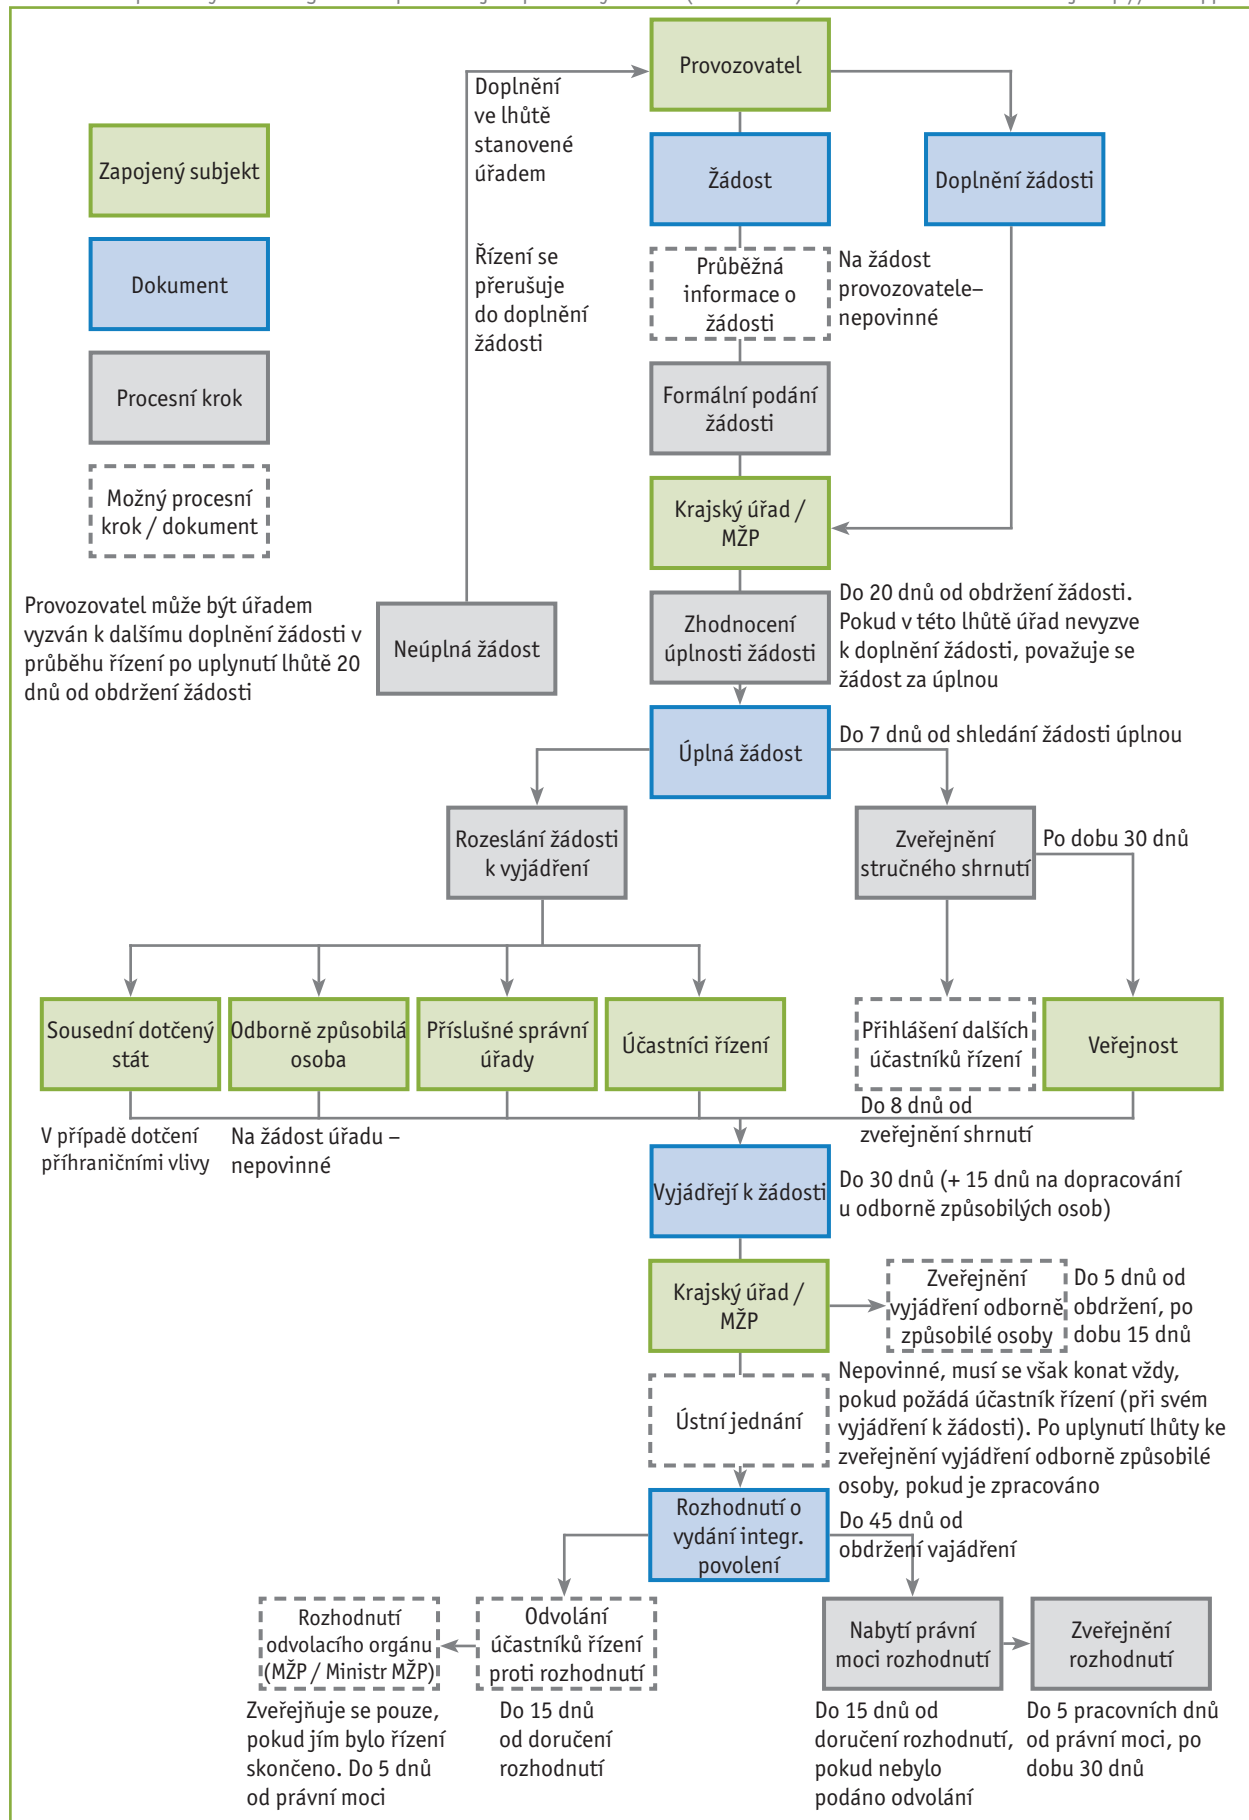 Provozovatel
Doplnění
ve lhůtě
stanovené
úřadem
Zapojený subjekt
Žádost
Doplnění žádosti
Řízení se
přerušuje
do doplnění
žádosti
Dokument
Průběžná
informace o
žádosti
Na žádost
provozovatele–
nepovinné
Procesní krok
Formální podání
žádosti
Možný procesní
krok / dokument
Krajský úřad /
MŽP
Provozovatel může být úřadem
vyzván k dalšímu doplnění žádosti v
průběhu řízení po uplynutí lhůtě 20
dnů od obdržení žádosti
Neúplná žádost
Zhodnocení
úplnosti žádosti
Do 20 dnů od obdržení žádosti.
Pokud v této lhůtě úřad nevyzve
k doplnění žádosti, považuje se
žádost za úplnou
Úplná žádost
Do 7 dnů od shledání žádosti úplnou
Rozeslání žádosti
k vyjádření
Zveřejnění
stručného shrnutí
Po dobu 30 dnů
Sousední dotčený
stát
Odborně způsobilá
osoba
Příslušné správní
úřady
Účastníci řízení
Přihlášení dalších
účastníků řízení
Veřejnost
V případě dotčení
příhraničními vlivy
Na žádost úřadu –
nepovinné
Do 8 dnů od
zveřejnění shrnutí
Vyjádřejí k žádosti
Do 30 dnů (+ 15 dnů na dopracování
u odborně způsobilých osob)
Krajský úřad /
MŽP
Zveřejnění
vyjádření odborně
způsobilé osoby
Do 5 dnů od
obdržení, po
dobu 15 dnů
Ústní jednání
Nepovinné, musí se však konat vždy,
pokud požádá účastník řízení (při svém
vyjádření k žádosti). Po uplynutí lhůty ke
zveřejnění vyjádření odborně způsobilé
osoby, pokud je zpracováno
Rozhodnutí o
vydání integr.
povolení
Do 45 dnů od
obdržení vajádření
Rozhodnutí
odvolacího orgánu
(MŽP / Ministr MŽP)
Odvolání
účastníků řízení
proti rozhodnutí
Nabytí právní
moci rozhodnutí
Zveřejnění
rozhodnutí
Zveřejňuje se pouze,
pokud jím bylo řízení
skončeno. Do 5 dnů
od právní moci
Do 15 dnů
od doručení
rozhodnutí
Do 15 dnů od
doručení rozhodnutí,
pokud nebylo
podáno odvolání
Do 5 pracovních dnů
od právní moci, po
dobu 30 dnů